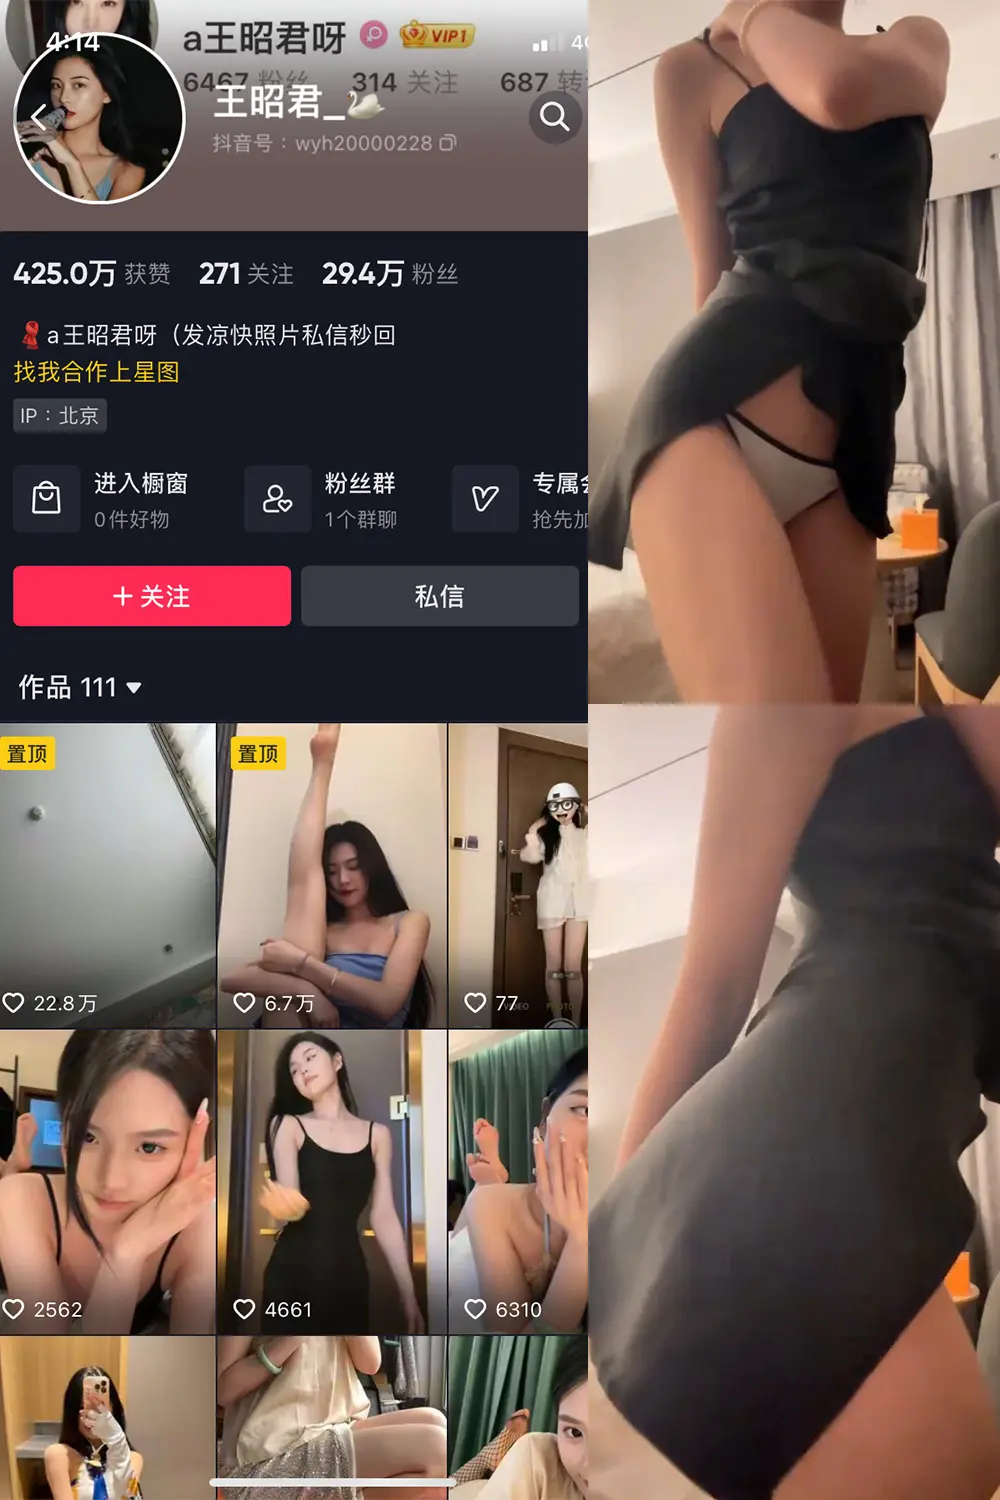 4:14
a王昭君呀
VIP1
6467 粉丝 314 关注 687 转
王昭君_
抖音号：wyh20000228
425.0万 获赞 271 关注 29.4万 粉丝
a王昭君呀（发凉快照片私信秒回
找我合作上星图
IP：北京
进入橱窗
0件好物
粉丝群
1个群聊
专属会
抢先加
+ 关注
私信
作品 111
置顶
置顶
22.8万
6.7万
77
PHOTO
2562
4661
6310